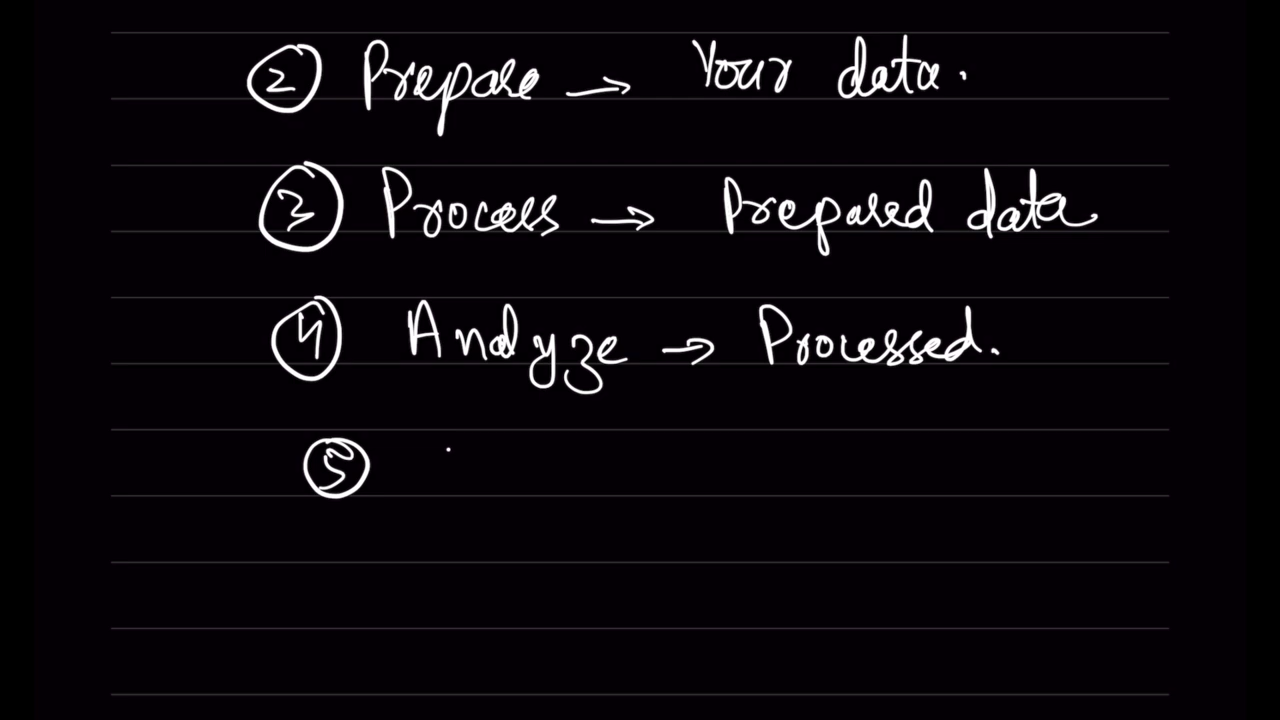 ② Prepare → Your data.
③ Process → Prepared data
④ Analyze → Processed.
⑤